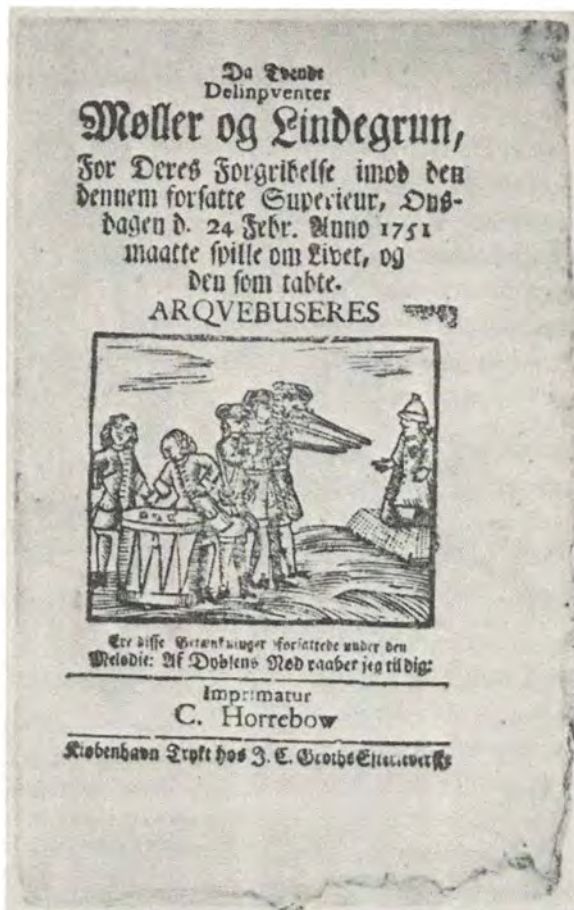 Da Tvende
Delinpventer
Møller og Lindegrun,
For Deres Forgribelse imod den
dennem forsatte Superieur, Ons-
dagen d. 24 Febr. Anno 1751
maatte spille om Livet, og
den som tabte.
ARQVEBUSERES
Ere disse Betænkninger forfattede under den
Melodie: Af Dybsens Nød raaber jeg til dig:
Imprimatur
C. Horrebow
Kiøbenhavn Trykt hos J. C. Groths Efterleverske